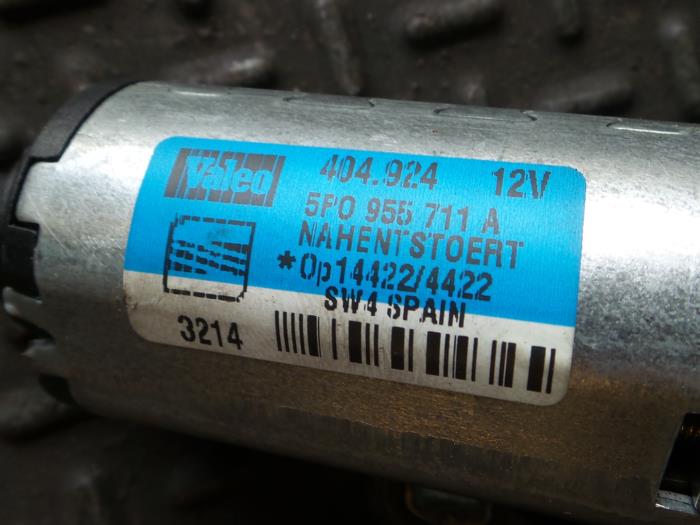 Valeo 404.924 12V
5P0 955 711 A
NAHENTSTOERT
*0p14422/4422
SW4 SPAIN
3214